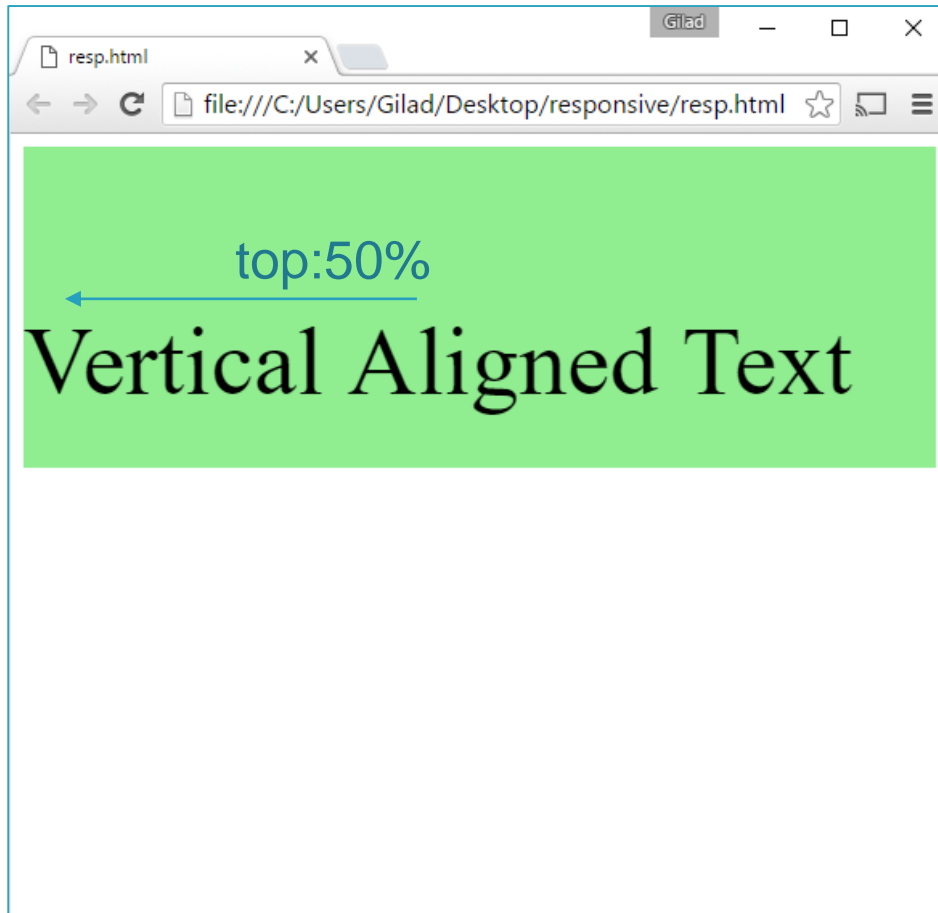 Gilad
resp.html
file:///C:/Users/Gilad/Desktop/responsive/resp.html
top:50%
Vertical Aligned Text